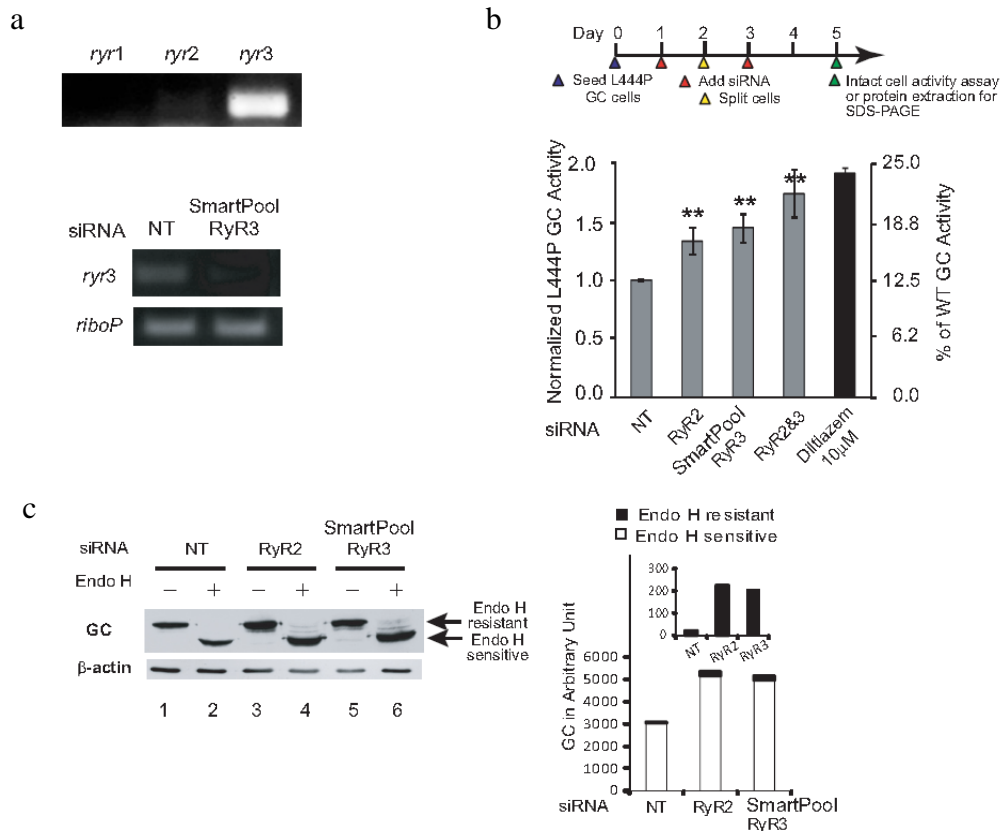 a
ryr1 ryr2 ryr3
SmartPool
siRNA NT RyR3
ryr3
riboP
b
Day 0 1 2 3 4 5
Seed L444P
GC cells
Add siRNA
Split cells
Intact cell activity assay
or protein extraction for
SDS-PAGE
Normalized L444P GC Activity
2.0
1.5
1.0
0.5
0.0
** ** **
25.0
18.8
12.5
6.2
0.0
% of WT GC Activity
siRNA
NT
RyR2
SmartPool
RyR3
RyR2&3
Diltiazem
10μM
c
SmartPool
siRNA NT RyR2 RyR3
Endo H − + − + − +
GC
Endo H
resistant
Endo H
sensitive
β-actin
1 2 3 4 5 6
Endo H resistant
Endo H sensitive
GC in Arbitrary Unit
300
200
100
0
NT RyR2 RyR3
6000
5000
4000
3000
2000
1000
0
siRNA NT RyR2 SmartPool
RyR3